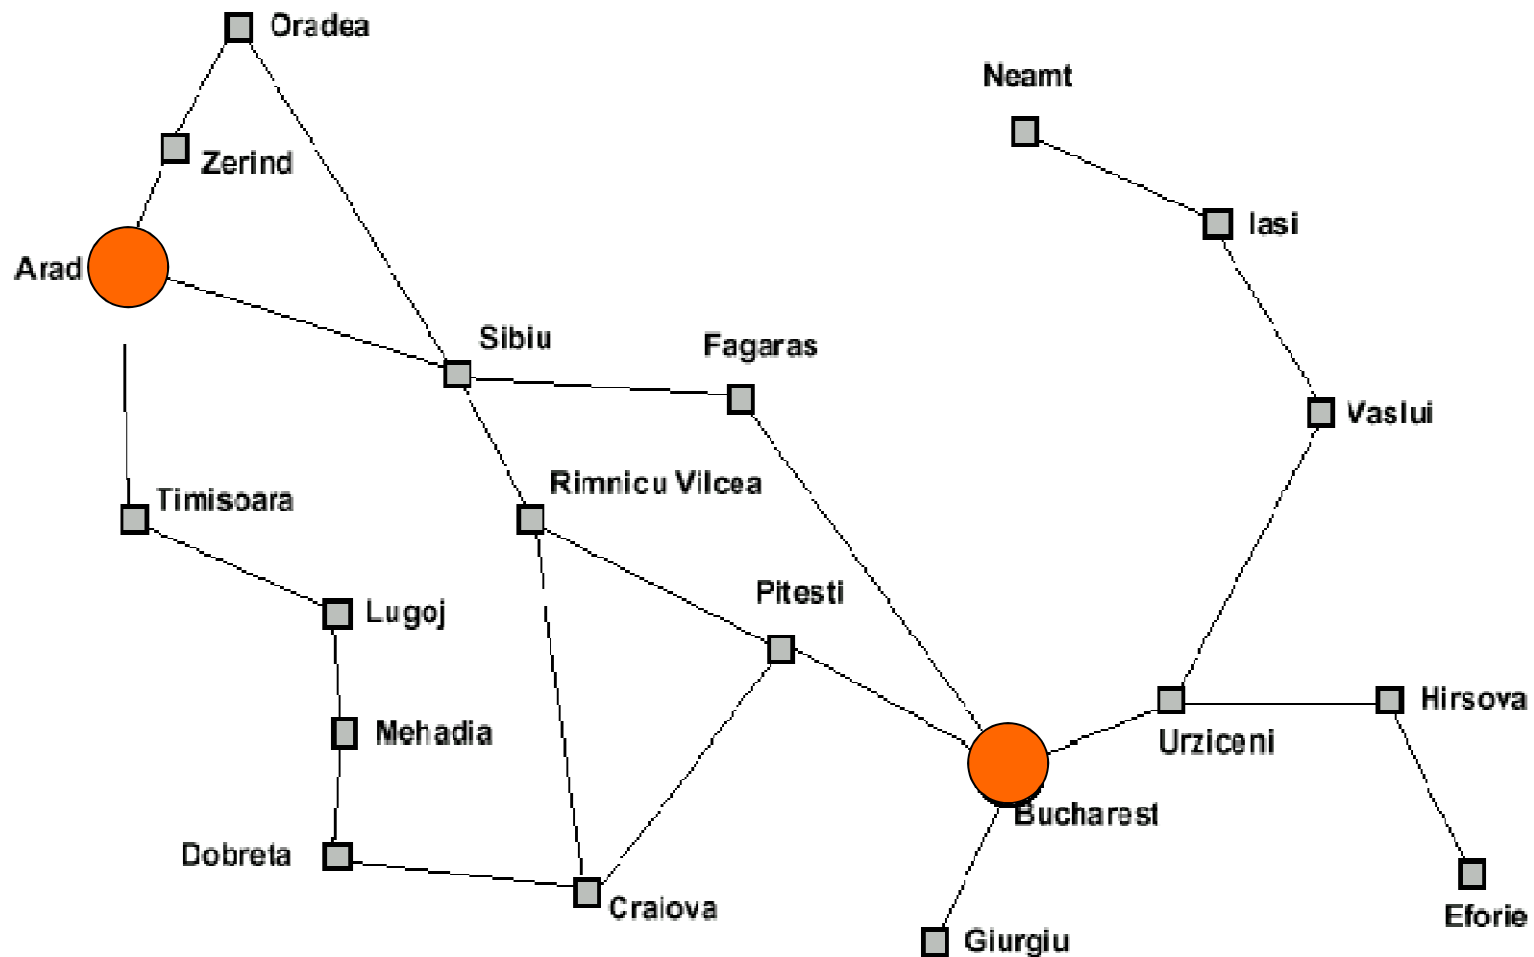 Oradea
Neamt
Zerind
Iasi
Arad
Sibiu
Fagaras
Vaslui
Rimnicu Vilcea
Timisoara
Pitesti
Lugoj
Hirsova
Mehadia
Urziceni
Bucharest
Dobreta
Craiova
Eforie
Giurgiu